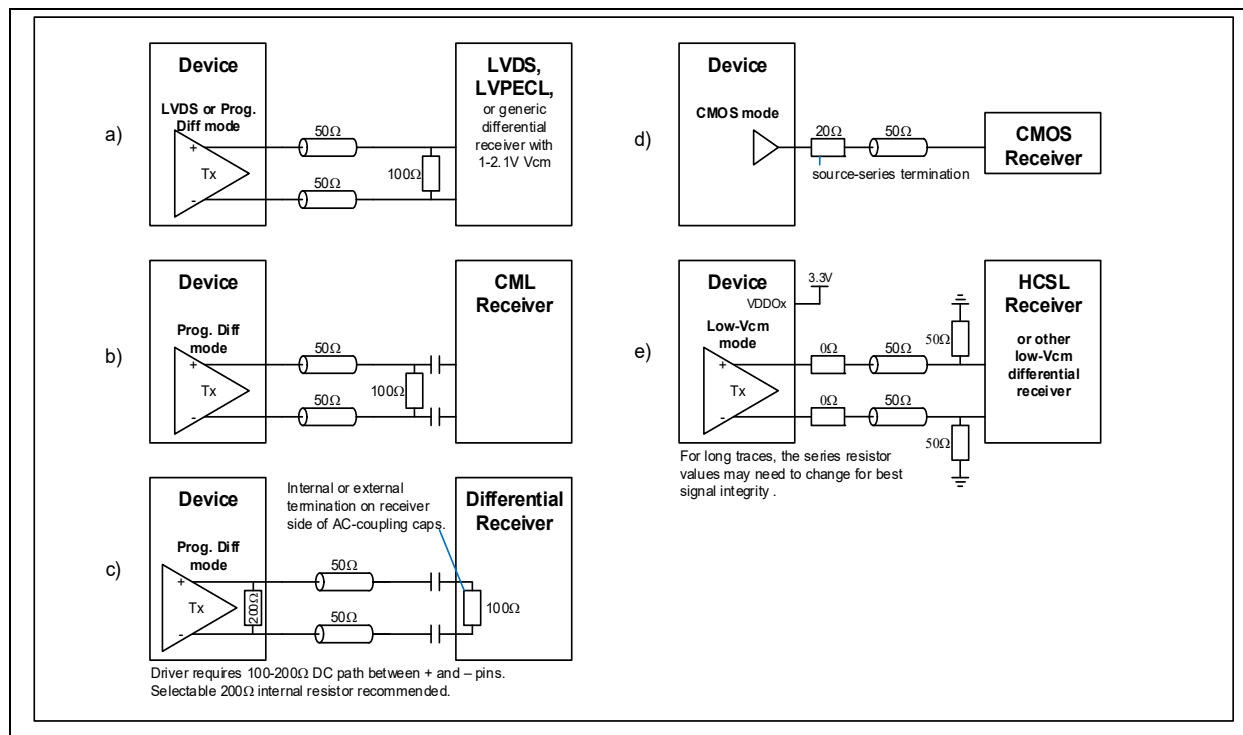 a)
Device
LVDS or Prog.
Diff mode
+
Tx
-
50Ω
50Ω
100Ω
LVDS,
LVPECL,
or generic
differential
receiver with
1-2.1V Vcm
b)
Device
Prog. Diff
mode
+
Tx
-
50Ω
50Ω
100Ω
CML
Receiver
c)
Device
Prog. Diff
mode
+
Tx
-
200Ω
Internal or external
termination on receiver
side of AC-coupling caps.
50Ω
50Ω
Differential
Receiver
100Ω
Driver requires 100-200Ω DC path between + and – pins.
Selectable 200Ω internal resistor recommended.
d)
Device
CMOS mode
20Ω
50Ω
source-series termination
CMOS
Receiver
e)
Device
3.3V
VDDOx
Low-Vcm
mode
+
Tx
-
0Ω
50Ω
50Ω
0Ω
50Ω
50Ω
HCSL
Receiver
or other
low-Vcm
differential
receiver
For long traces, the series resistor
values may need to change for best
signal integrity .